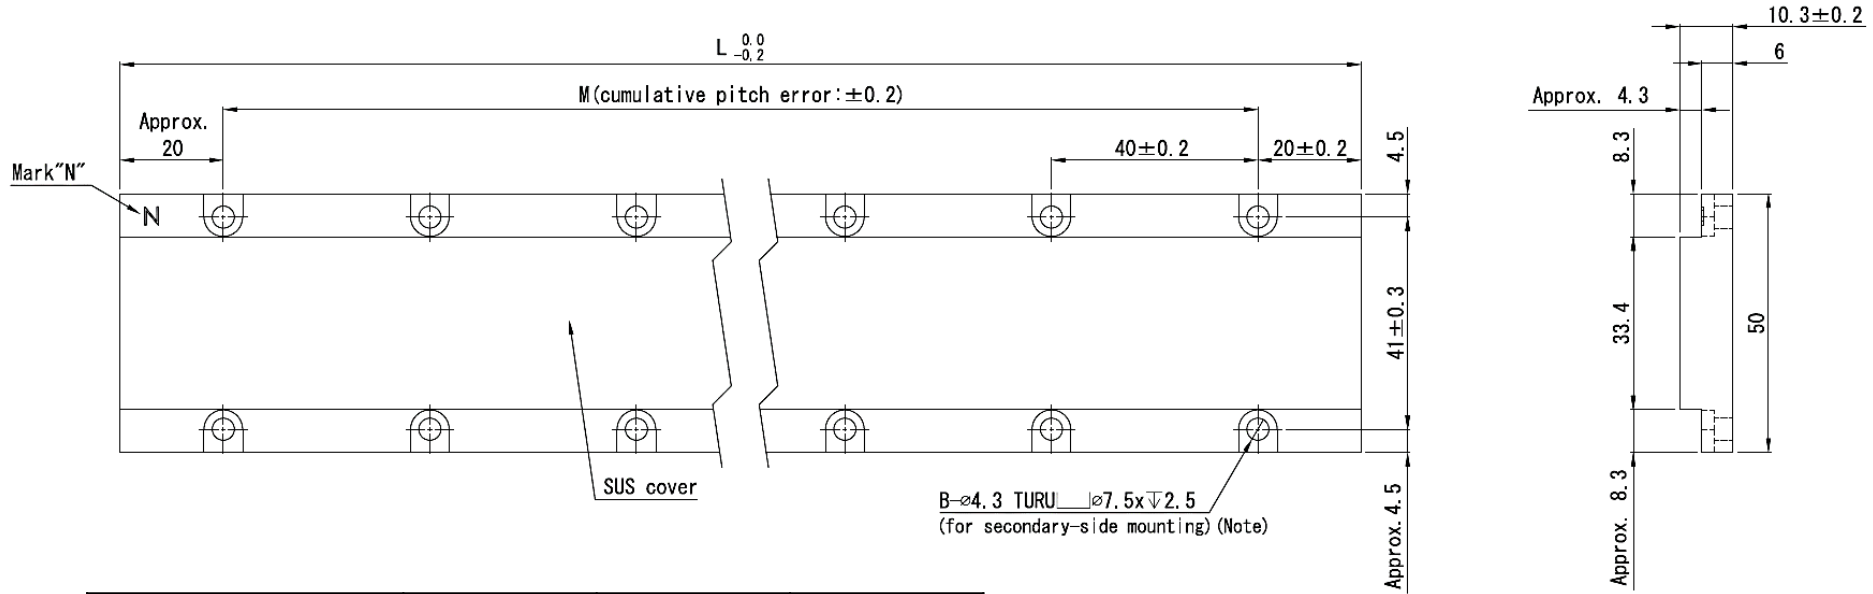 10.3±0.2
L 0.0 -0.2
6
M(cumulative pitch error:±0.2)
Approx. 4.3
Approx.
20
40±0.2
20±0.2
4.5
8.3
Mark"N"
N
41±0.3
33.4
50
SUS cover
B-⌀4.3 TURU⌴⌀7.5x↧2.5
(for secondary-side mounting)(Note)
Approx.4.5
Approx. 8.3